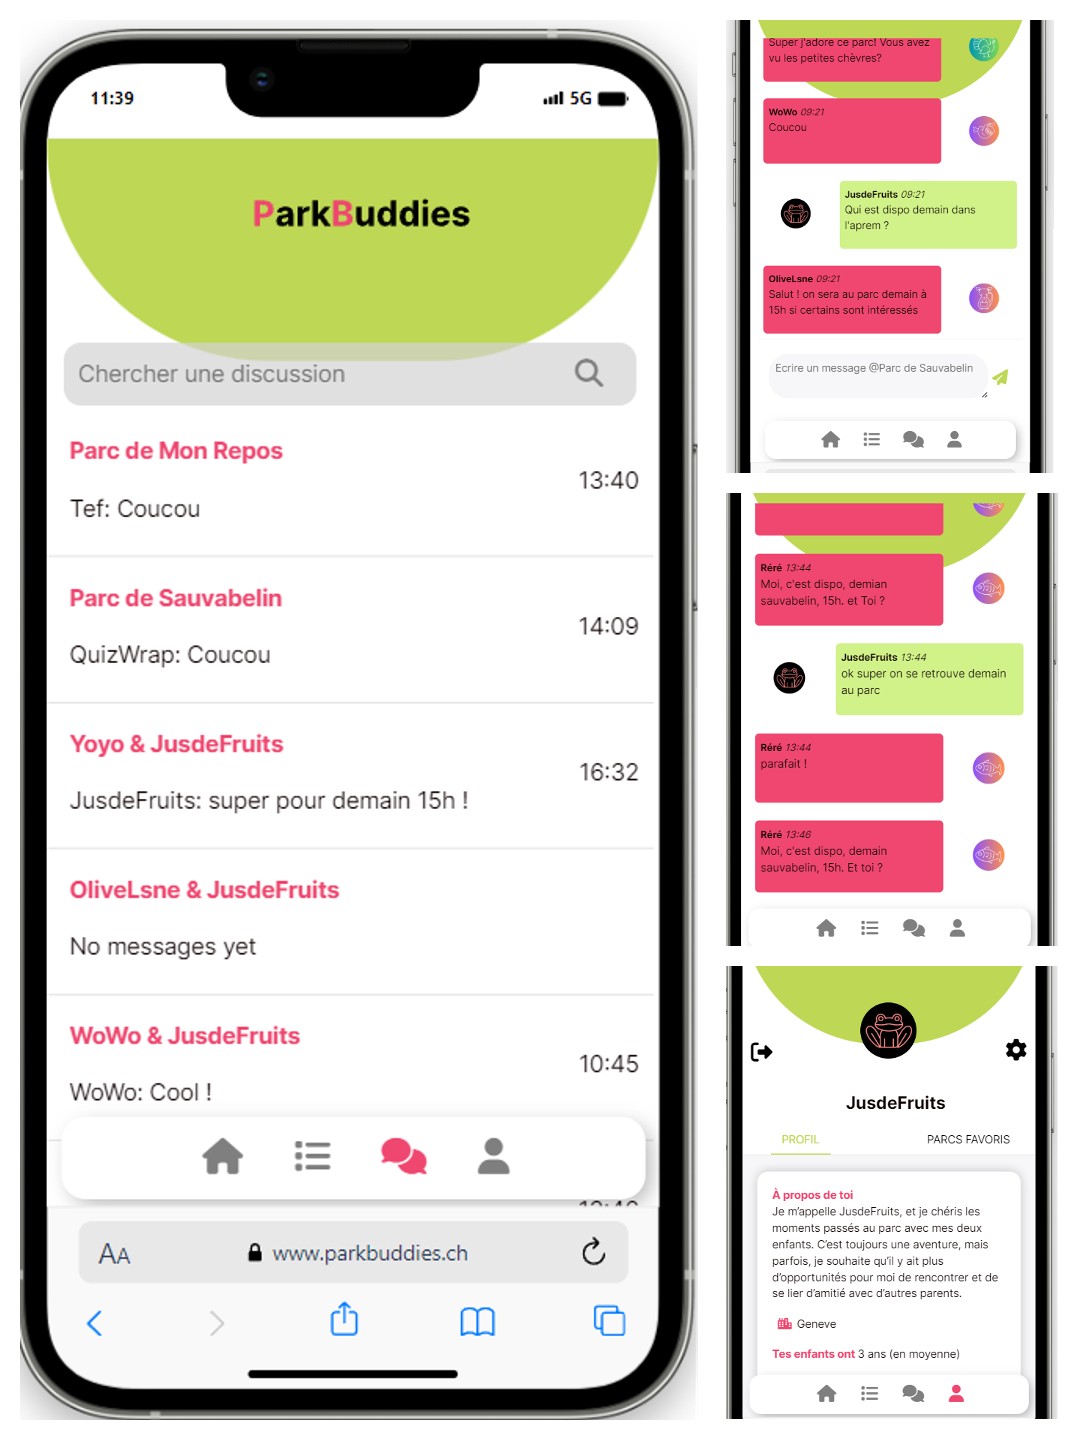 11:39
5G
ParkBuddies
Chercher une discussion
Parc de Mon Repos
13:40
Tef: Coucou
Parc de Sauvabelin
14:09
QuizWrap: Coucou
Yoyo & JusdeFruits
16:32
JusdeFruits: super pour demain 15h !
OliveLsne & JusdeFruits
No messages yet
WoWo & JusdeFruits
10:45
WoWo: Cool !
AA
www.parkbuddies.ch
Super j'adore ce parc! Vous avez
vu les petites chèvres?
WoWo 09:21
Coucou
JusdeFruits 09:21
Qui est dispo demain dans
l'aprem ?
OliveLsne 09:21
Salut ! on sera au parc demain à
15h si certains sont intéressés
Ecrire un message @Parc de Sauvabelin
Réré 13:44
Moi, c'est dispo, demian
sauvabelin, 15h. et Toi ?
JusdeFruits 13:44
ok super on se retrouve demain
au parc
Réré 13:44
parafait !
Réré 13:46
Moi, c'est dispo, demain
sauvabelin, 15h. Et toi ?
JusdeFruits
PROFIL
PARCS FAVORIS
À propos de toi
Je m'appelle JusdeFruits, et je chéris les
moments passés au parc avec mes deux
enfants. C'est toujours une aventure, mais
parfois, je souhaite qu'il y ait plus
d'opportunités pour moi de rencontrer et de
se lier d'amitié avec d'autres parents.
Geneve
Tes enfants ont 3 ans (en moyenne)